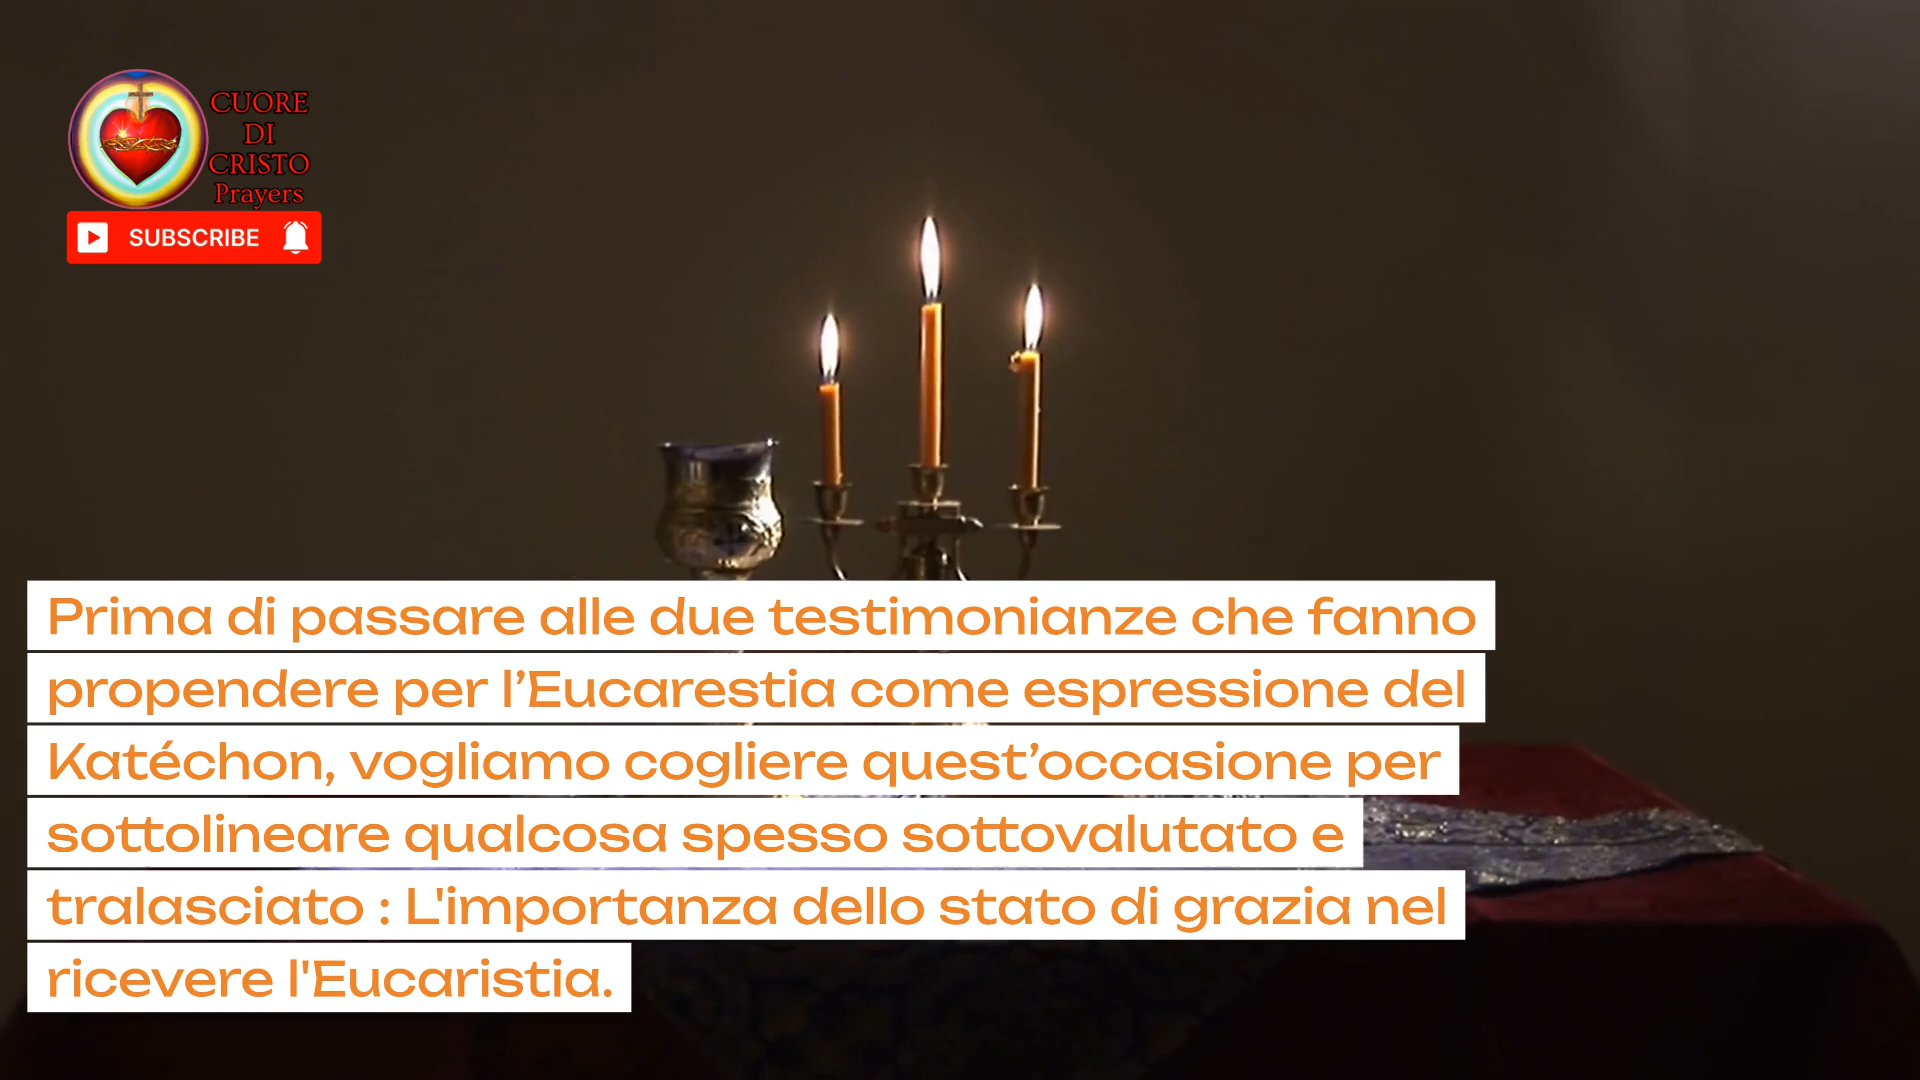 CUORE
DI
CRISTO
Prayers
SUBSCRIBE
Prima di passare alle due testimonianze che fanno
propendere per l’Eucarestia come espressione del
Katéchon, vogliamo cogliere quest’occasione per
sottolineare qualcosa spesso sottovalutato e
tralasciato : L'importanza dello stato di grazia nel
ricevere l'Eucaristia.